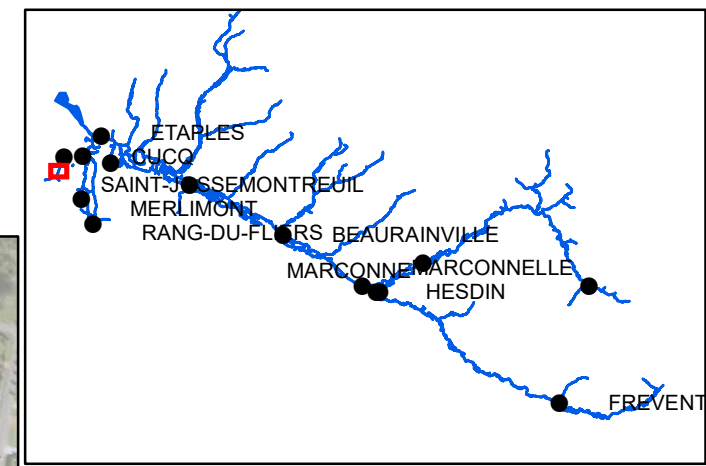 ETAPLES
CUCQ
SAINT-JOSSE MONTREUIL
MERLIMONT
RANG-DU-FLIERS BEAURAINVILLE
MARCONNE MARCONNELLE
HESDIN
FREVENT